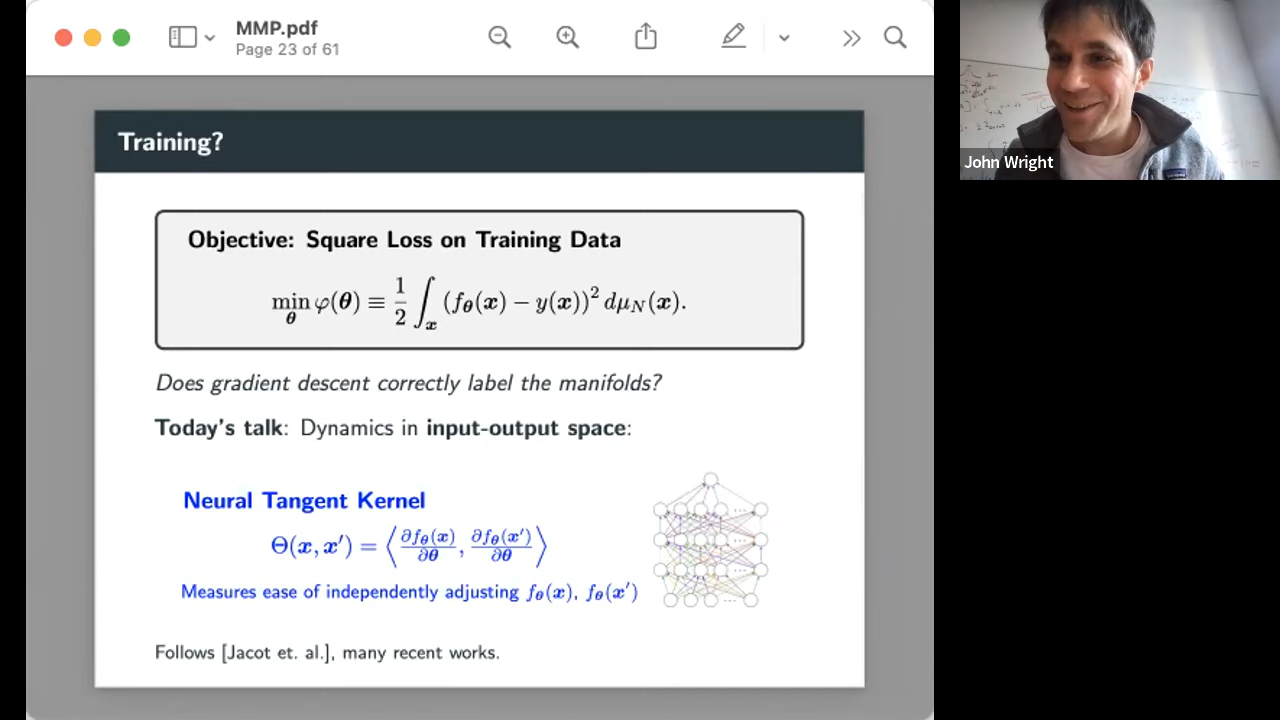 MMP.pdf
Page 23 of 61
Training?
Objective: Square Loss on Training Data
min_θ φ(θ) ≡ 1/2 ∫_x (f_θ(x) − y(x))² dμ_N(x).
Does gradient descent correctly label the manifolds?
Today's talk: Dynamics in input-output space:
Neural Tangent Kernel
Θ(x, x′) = ⟨ ∂f_θ(x)/∂θ , ∂f_θ(x′)/∂θ ⟩
Measures ease of independently adjusting f_θ(x), f_θ(x′)
Follows [Jacot et. al.], many recent works.
John Wright